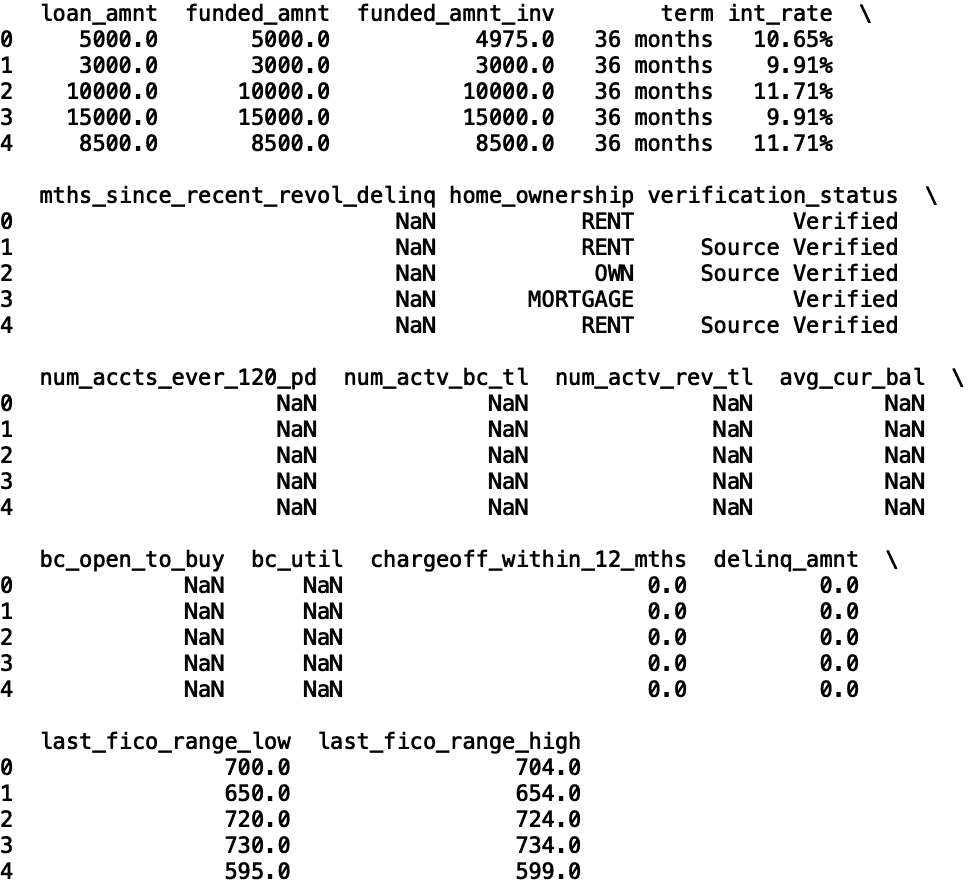 loan_amnt funded_amnt funded_amnt_inv term int_rate \
0 5000.0 5000.0 4975.0 36 months 10.65%
1 3000.0 3000.0 3000.0 36 months 9.91%
2 10000.0 10000.0 10000.0 36 months 11.71%
3 15000.0 15000.0 15000.0 36 months 9.91%
4 8500.0 8500.0 8500.0 36 months 11.71%
mths_since_recent_revol_delinq home_ownership verification_status \
0 NaN RENT Verified
1 NaN RENT Source Verified
2 NaN OWN Source Verified
3 NaN MORTGAGE Verified
4 NaN RENT Source Verified
num_accts_ever_120_pd num_actv_bc_tl num_actv_rev_tl avg_cur_bal \
0 NaN NaN NaN NaN
1 NaN NaN NaN NaN
2 NaN NaN NaN NaN
3 NaN NaN NaN NaN
4 NaN NaN NaN NaN
bc_open_to_buy bc_util chargeoff_within_12_mths delinq_amnt \
0 NaN NaN 0.0 0.0
1 NaN NaN 0.0 0.0
2 NaN NaN 0.0 0.0
3 NaN NaN 0.0 0.0
4 NaN NaN 0.0 0.0
last_fico_range_low last_fico_range_high
0 700.0 704.0
1 650.0 654.0
2 720.0 724.0
3 730.0 734.0
4 595.0 599.0